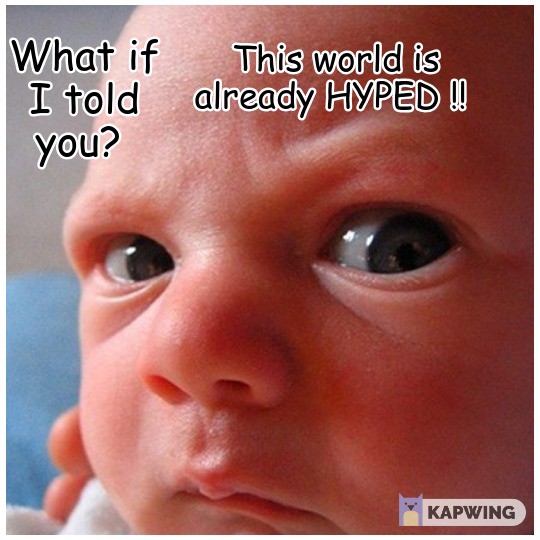 What if
I told
you?
This world is
already HYPED !!
KAPWING